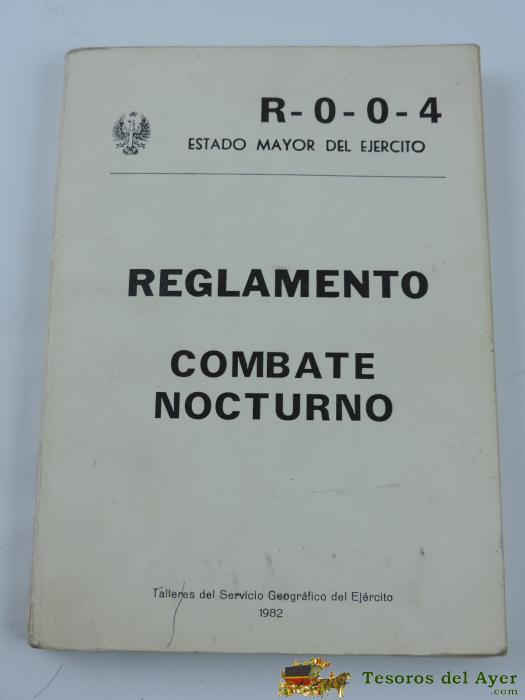 R-0-0-4
ESTADO MAYOR DEL EJERCITO
REGLAMENTO
COMBATE
NOCTURNO
Talleres del Servicio Geográfico del Ejército
1982
Tesoros del Ayer
.com